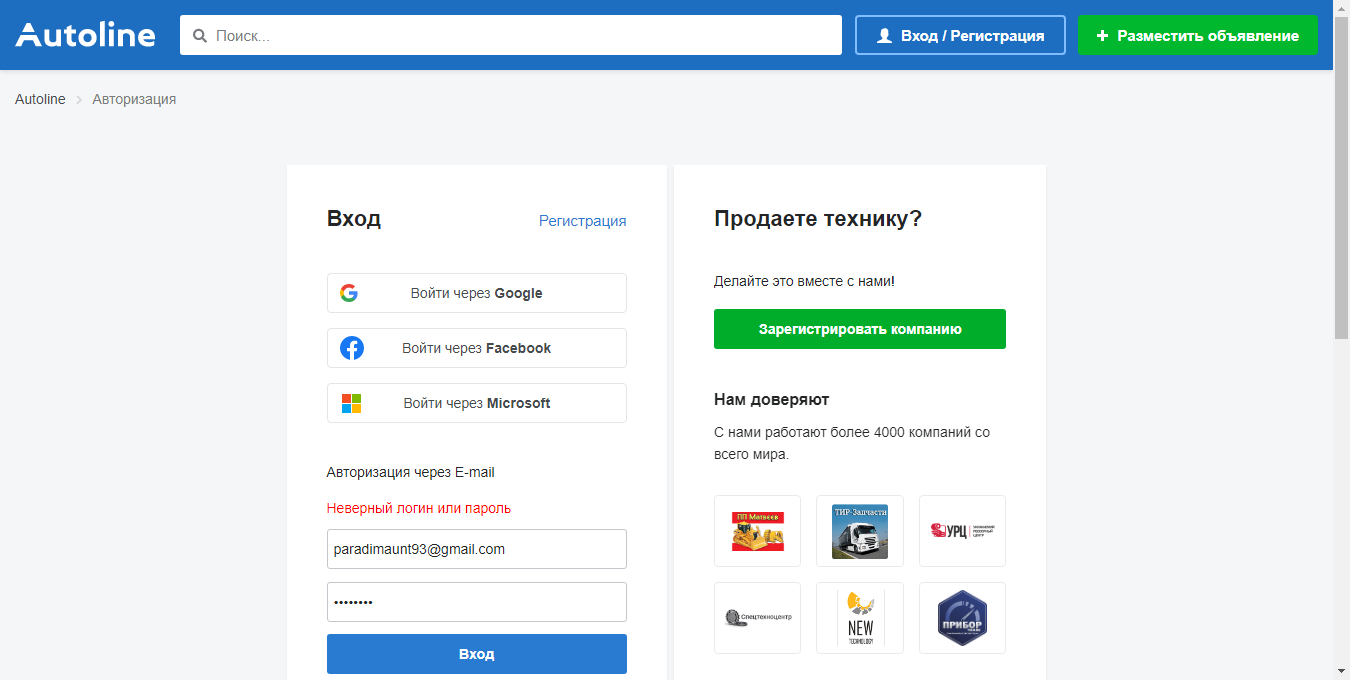 Autoline
Поиск...
Вход / Регистрация
Разместить объявление
Autoline
Авторизация
Вход
Регистрация
Войти через Google
Войти через Facebook
Войти через Microsoft
Авторизация через E-mail
Неверный логин или пароль
paradimaunt93@gmail.com
••••••••
Вход
Продаете технику?
Делайте это вместе с нами!
Зарегистрировать компанию
Нам доверяют
С нами работают более 4000 компаний со
всего мира.
ПП Матвеев
ТИР-Запчасти
УРЦ
Спецтехноцентр
NEW
TECHNOLOGY
ПРИБОР